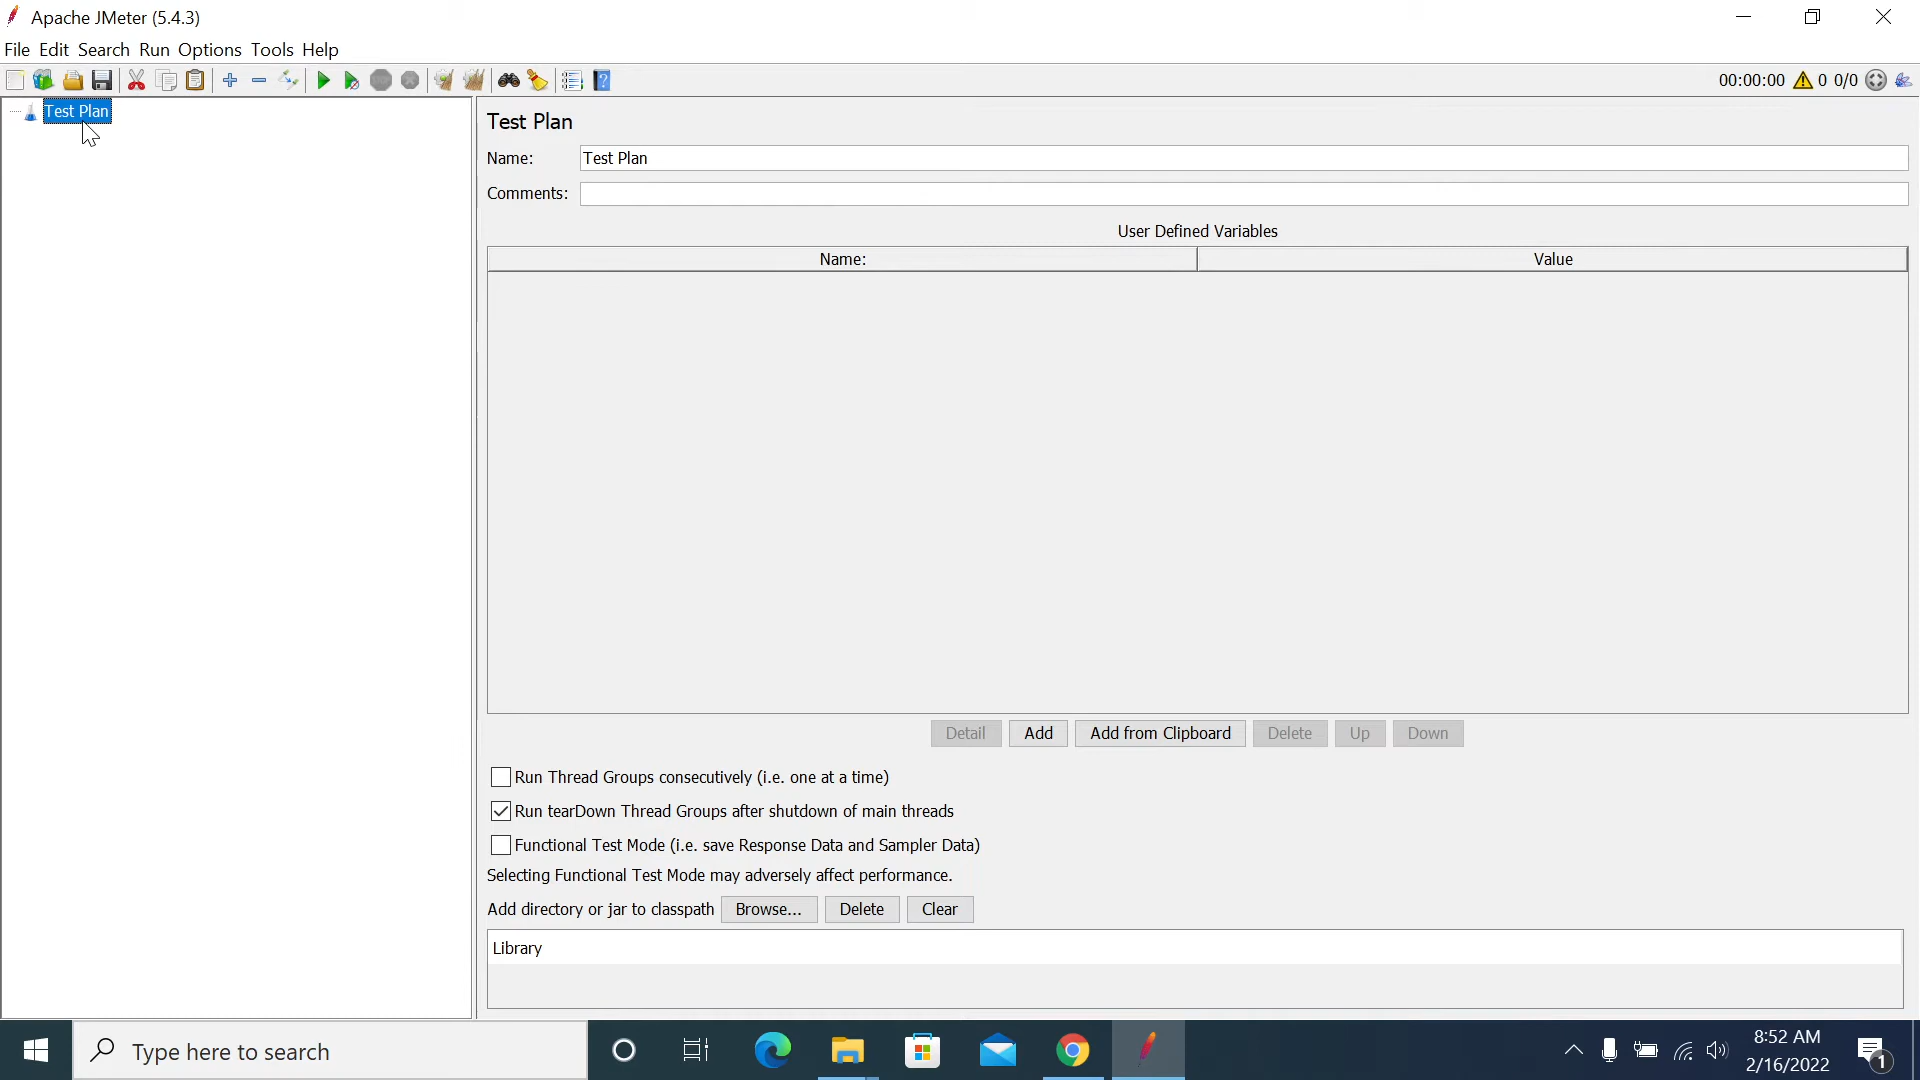 Apache JMeter (5.4.3)
File Edit Search Run Options Tools Help
00:00:00 0 0/0
Test Plan
Test Plan
Name: Test Plan
Comments:
User Defined Variables
Name: Value
Detail Add Add from Clipboard Delete Up Down
Run Thread Groups consecutively (i.e. one at a time)
Run tearDown Thread Groups after shutdown of main threads
Functional Test Mode (i.e. save Response Data and Sampler Data)
Selecting Functional Test Mode may adversely affect performance.
Add directory or jar to classpath Browse... Delete Clear
Library
Type here to search
8:52 AM
2/16/2022
1